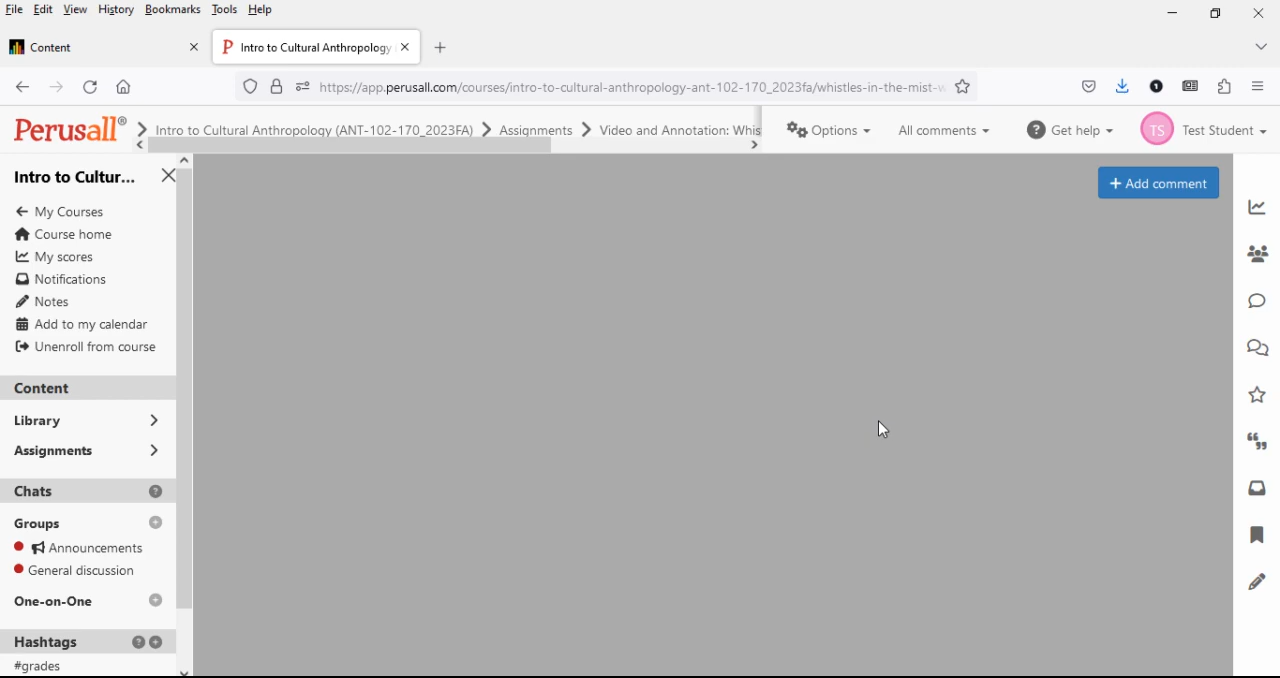 File Edit View History Bookmarks Tools Help
Content
P Intro to Cultural Anthropology
https://app.perusall.com/courses/intro-to-cultural-anthropology-ant-102-170_2023fa/whistles-in-the-mist-w
Perusall® Intro to Cultural Anthropology (ANT-102-170_2023FA) Assignments Video and Annotation: Whis Options All comments Get help TS Test Student
Intro to Cultur...
+ Add comment
My Courses
Course home
My scores
Notifications
Notes
Add to my calendar
Unenroll from course
Content
Library
Assignments
Chats
Groups
Announcements
General discussion
One-on-One
Hashtags
#grades